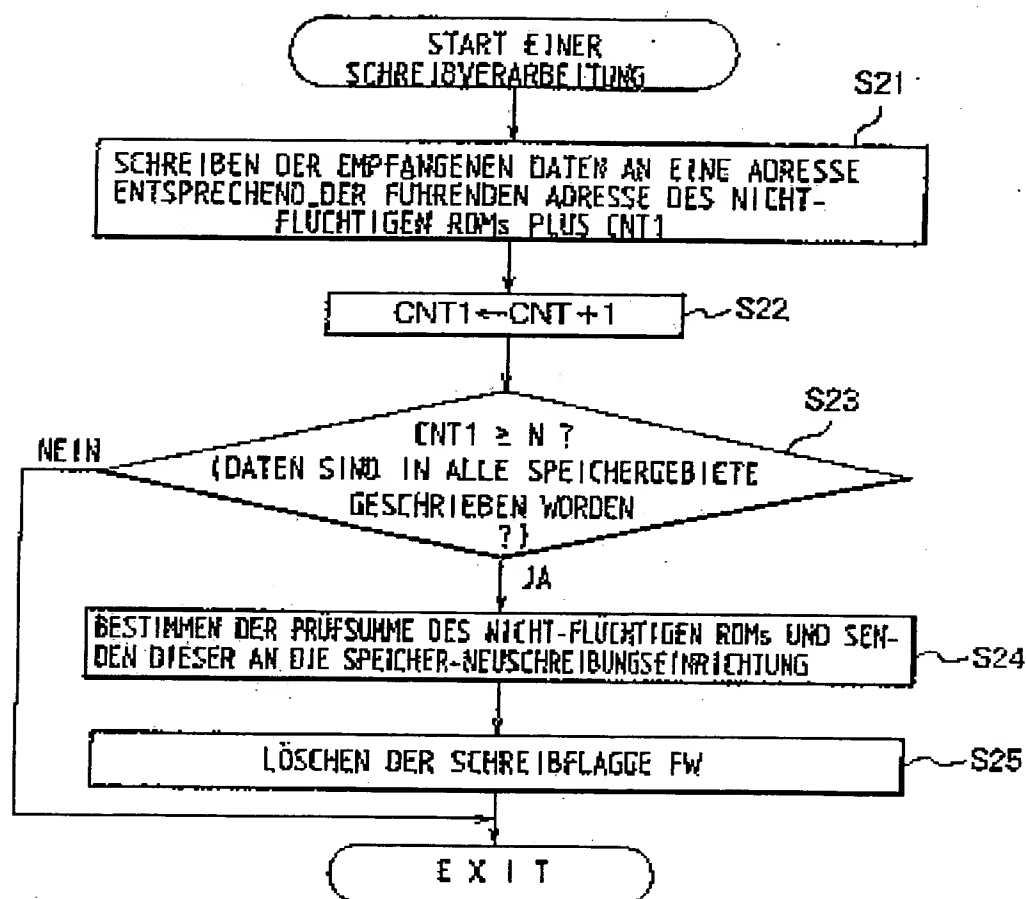 START EINER
SCHREIBVERARBEITUNG
S21
SCHREIBEN DER EMPFANGENEN DATEN AN EINE ADRESSE
ENTSPRECHEND DER FÜHRENDEN ADRESSE DES NICHT-
FLÜCHTIGEN ROMs PLUS CNT1
CNT1←CNT+1
S22
S23
NEIN
CNT1 ≥ N ?
(DATEN SIND IN ALLE SPEICHERGEBIETE
GESCHRIEBEN WORDEN
?)
JA
BESTIMMEN DER PRÜFSUMME DES NICHT-FLÜCHTIGEN ROMs UND SEN-
DEN DIESER AN DIE SPEICHER-NEUSCHREIBUNGSEINRICHTUNG
S24
LÖSCHEN DER SCHREIBFLAGGE FW
S25
EXIT